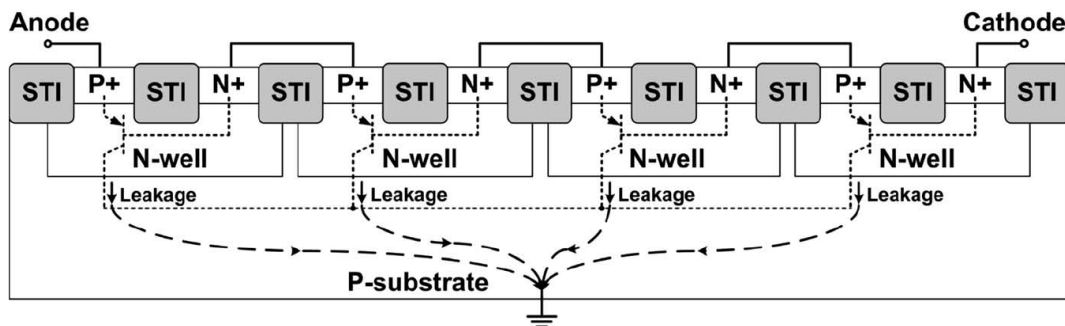 Anode Cathode
STI P+ STI N+ STI P+ STI N+ STI P+ STI N+ STI P+ STI N+ STI
N-well N-well N-well N-well
Leakage Leakage Leakage Leakage
P-substrate